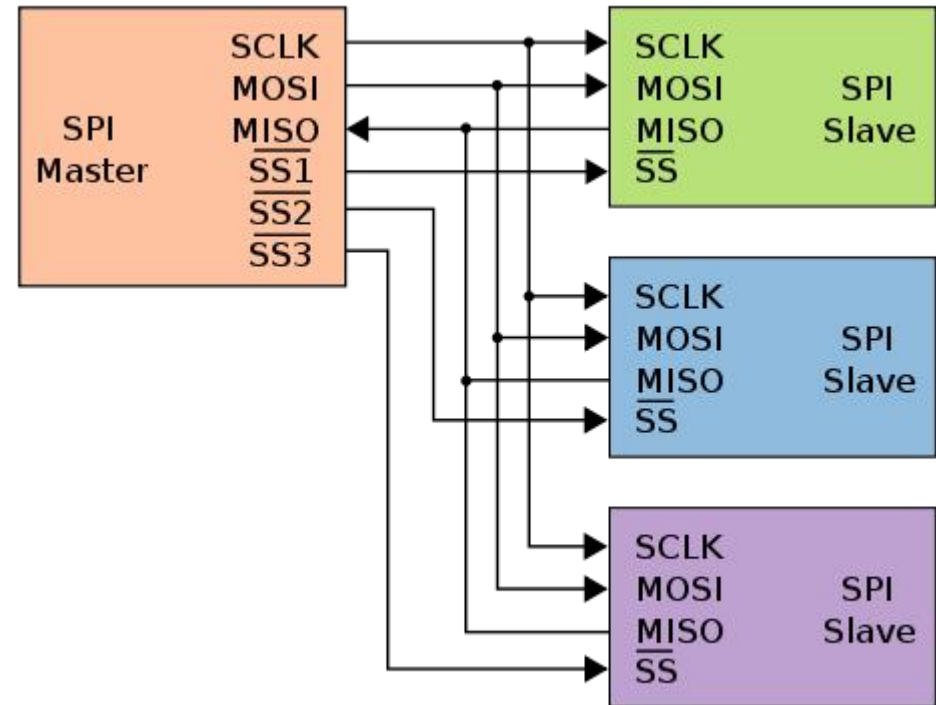 SPI
Master
SCLK
MOSI
MISO
SS1
SS2
SS3
SCLK
MOSI
MISO
SS
SPI
Slave
SCLK
MOSI
MISO
SS
SPI
Slave
SCLK
MOSI
MISO
SS
SPI
Slave